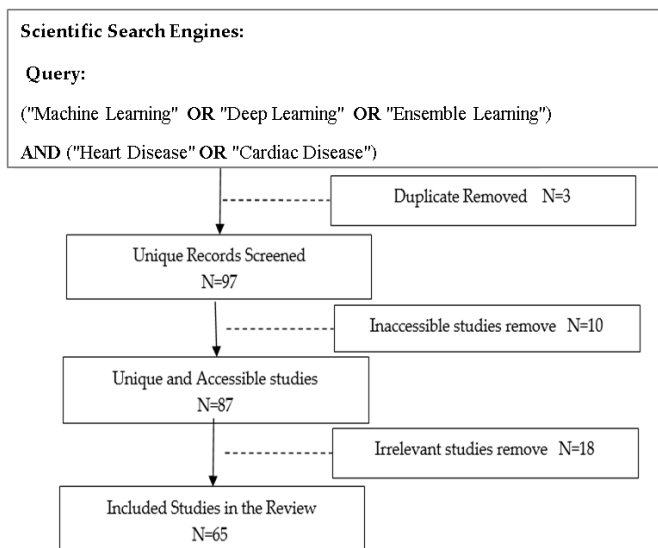 Scientific Search Engines:
Query:
("Machine Learning" OR "Deep Learning" OR "Ensemble Learning")
AND ("Heart Disease" OR "Cardiac Disease")
Duplicate Removed N=3
Unique Records Screened
N=97
Inaccessible studies remove N=10
Unique and Accessible studies
N=87
Irrelevant studies remove N=18
Included Studies in the Review
N=65